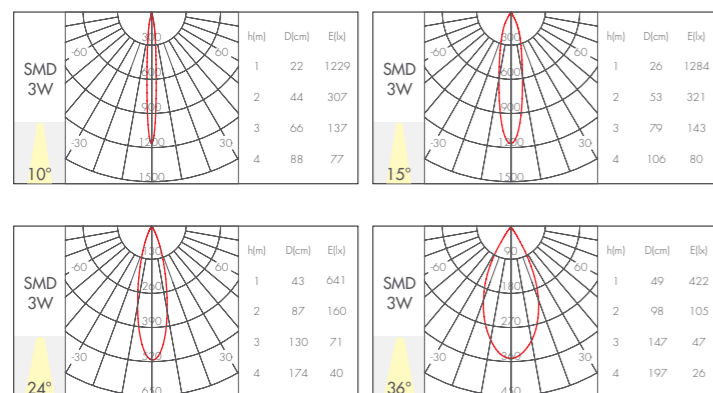 SMD
3W
10°
-60
60
-30
30
300
600
900
1200
1500
h(m) D(cm) E(lx)
1 22 1229
2 44 307
3 66 137
4 88 77
SMD
3W
15°
-60
60
-30
30
300
600
900
1200
1500
h(m) D(cm) E(lx)
1 26 1284
2 53 321
3 79 143
4 106 80
SMD
3W
24°
-60
60
-30
30
130
260
390
520
650
h(m) D(cm) E(lx)
1 43 641
2 87 160
3 130 71
4 174 40
SMD
3W
36°
-60
60
-30
30
90
180
270
360
450
h(m) D(cm) E(lx)
1 49 422
2 98 105
3 147 47
4 197 26